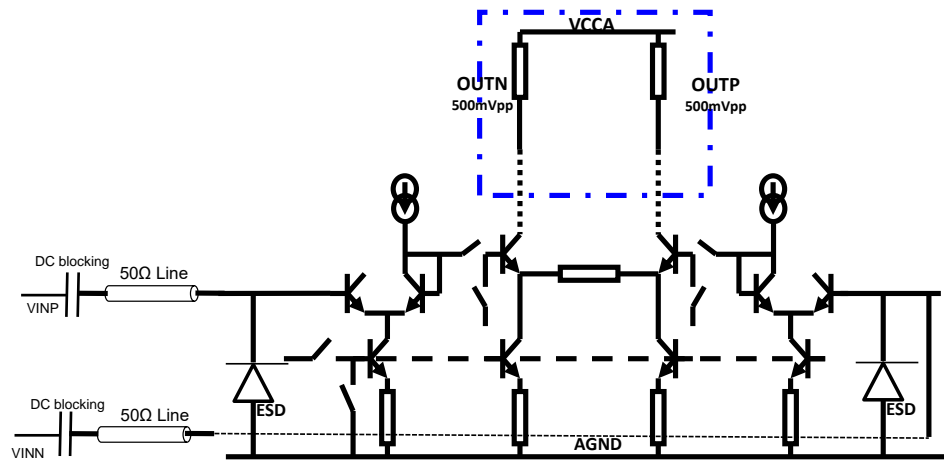 VCCA
OUTN
500mVpp
OUTP
500mVpp
DC blocking
50Ω Line
VINP
ESD
ESD
DC blocking
50Ω Line
VINN
AGND